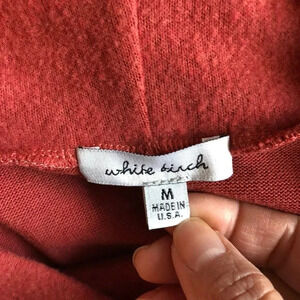 white birch
M
MADE IN
U.S.A.